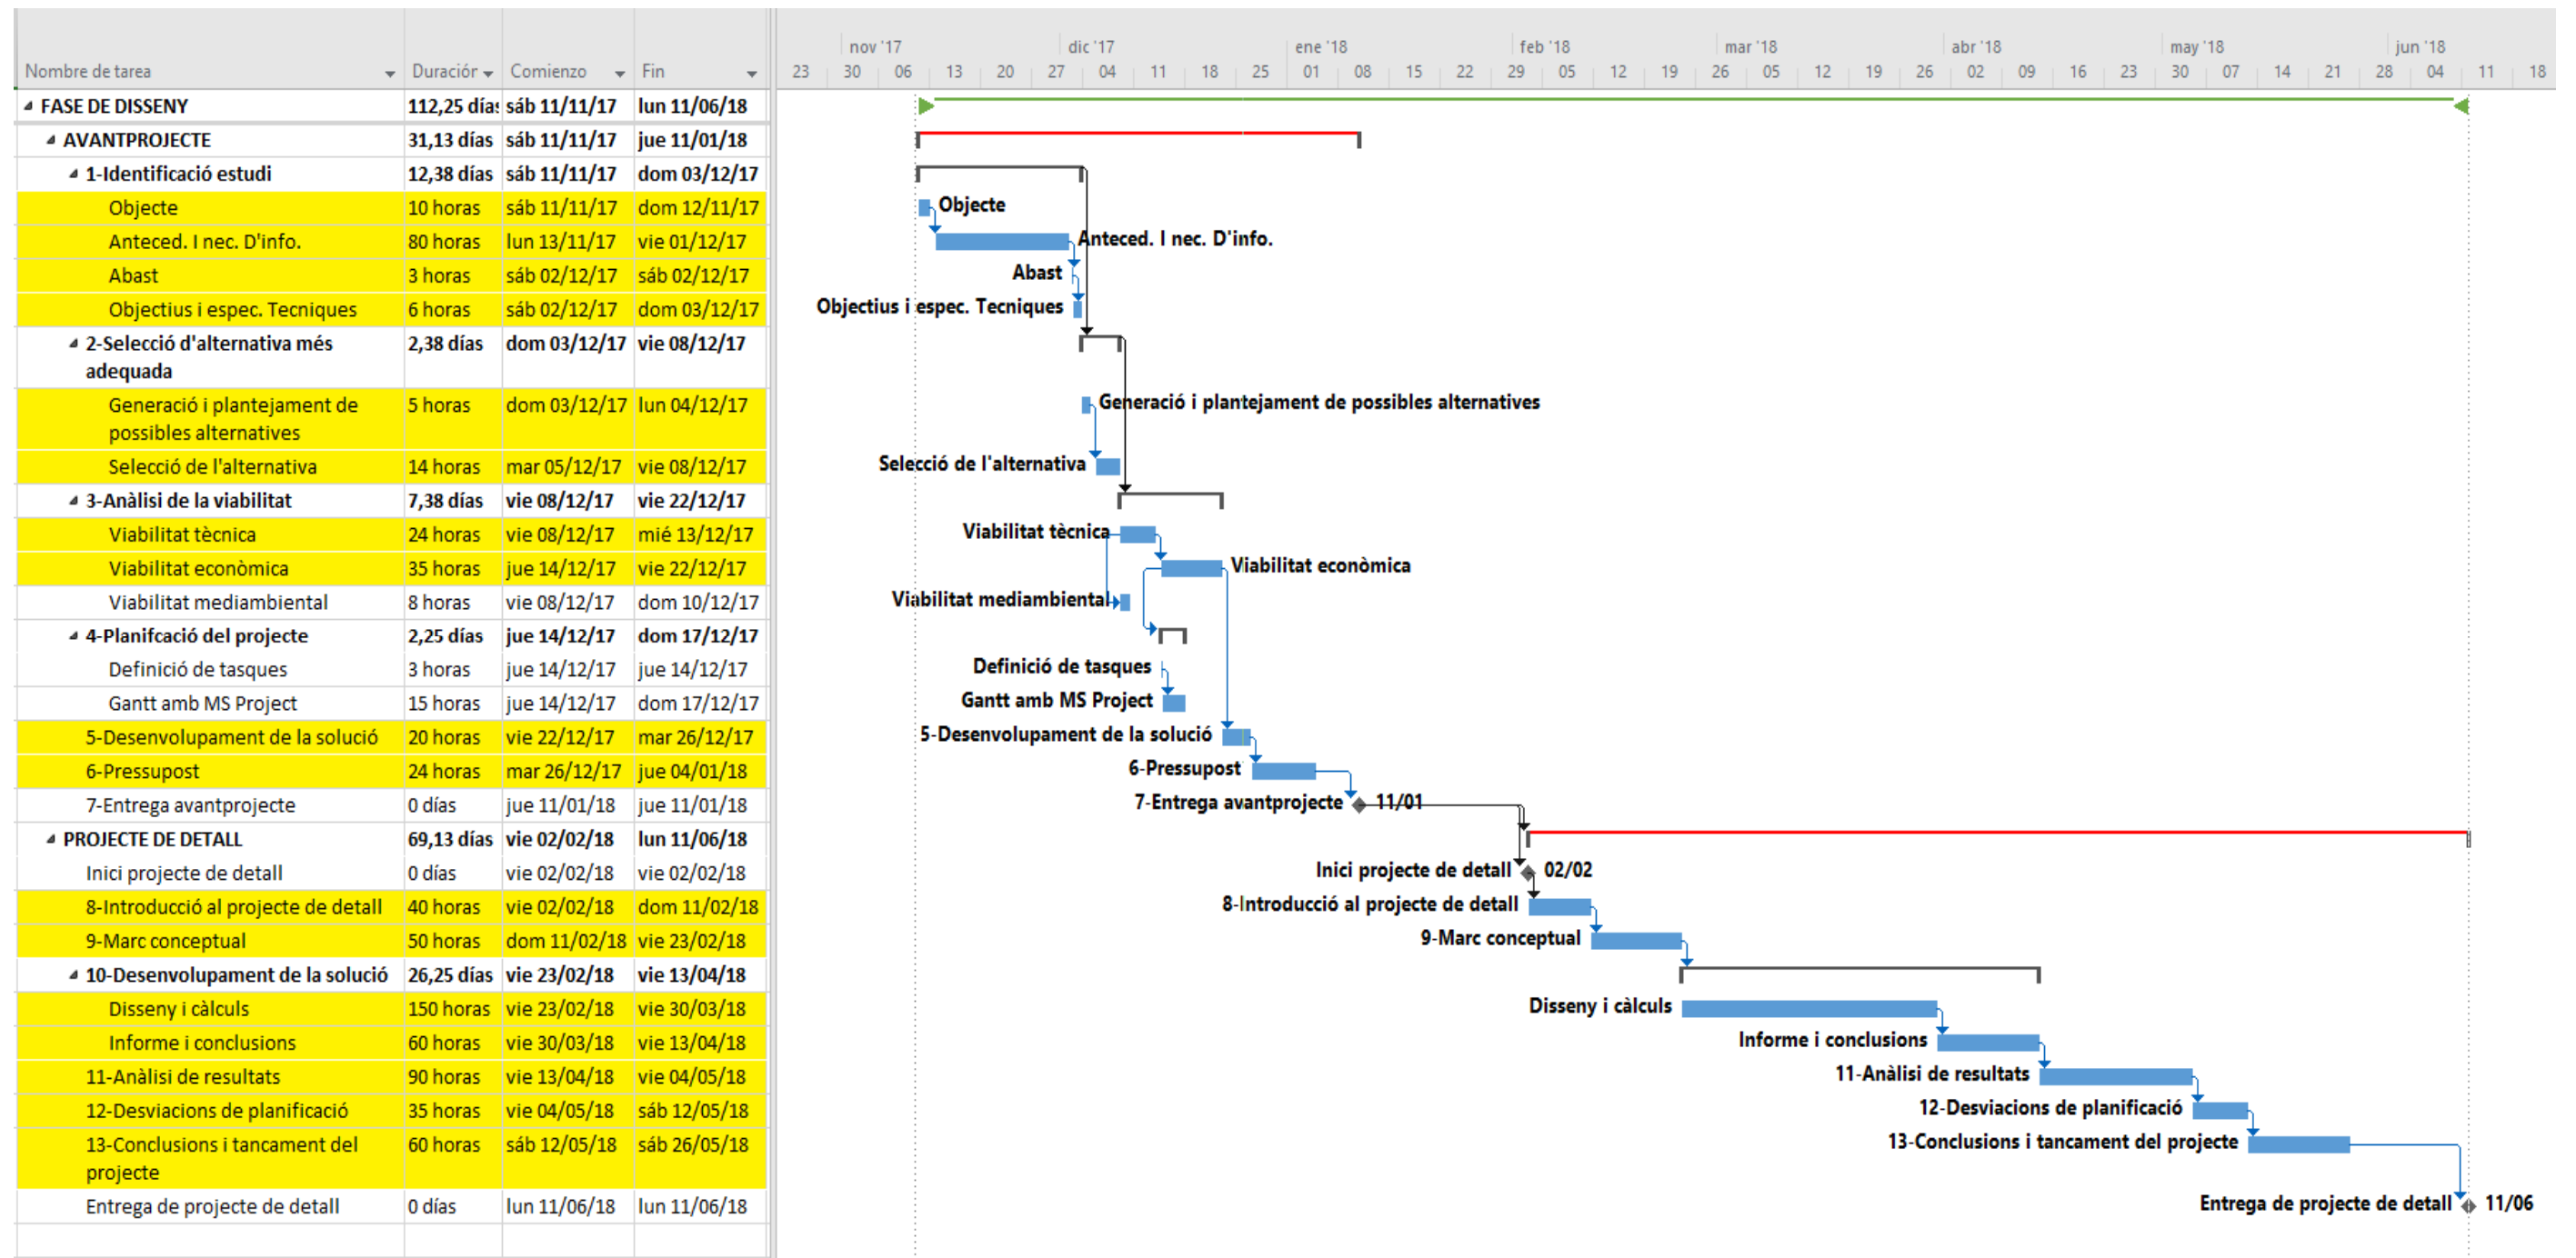 nov '17 dic '17 ene '18 feb '18 mar '18 abr '18 may '18 jun '18
Nombre de tarea Duraciór Comienzo Fin 23 30 06 13 20 27 04 11 18 25 01 08 15 22 29 05 12 19 26 05 12 19 26 02 09 16 23 30 07 14 21 28 04 11 18
FASE DE DISSENY 112,25 días sáb 11/11/17 lun 11/06/18
AVANTPROJECTE 31,13 días sáb 11/11/17 jue 11/01/18
1-Identificació estudi 12,38 días sáb 11/11/17 dom 03/12/17
Objecte 10 horas sáb 11/11/17 dom 12/11/17 Objecte
Anteced. I nec. D'info. 80 horas lun 13/11/17 vie 01/12/17 Anteced. I nec. D'info.
Abast 3 horas sáb 02/12/17 sáb 02/12/17 Abast
Objectius i espec. Tecniques 6 horas sáb 02/12/17 dom 03/12/17 Objectius i espec. Tecniques
2-Selecció d'alternativa més 2,38 días dom 03/12/17 vie 08/12/17
adequada
Generació i plantejament de 5 horas dom 03/12/17 lun 04/12/17 Generació i plantejament de possibles alternatives
possibles alternatives
Selecció de l'alternativa 14 horas mar 05/12/17 vie 08/12/17 Selecció de l'alternativa
3-Anàlisi de la viabilitat 7,38 días vie 08/12/17 vie 22/12/17
Viabilitat tècnica 24 horas vie 08/12/17 mié 13/12/17 Viabilitat tècnica
Viabilitat econòmica 35 horas jue 14/12/17 vie 22/12/17 Viabilitat econòmica
Viabilitat mediambiental 8 horas vie 08/12/17 dom 10/12/17 Viabilitat mediambiental
4-Planifcació del projecte 2,25 días jue 14/12/17 dom 17/12/17
Definició de tasques 3 horas jue 14/12/17 jue 14/12/17 Definició de tasques
Gantt amb MS Project 15 horas jue 14/12/17 dom 17/12/17 Gantt amb MS Project
5-Desenvolupament de la solució 20 horas vie 22/12/17 mar 26/12/17 5-Desenvolupament de la solució
6-Pressupost 24 horas mar 26/12/17 jue 04/01/18 6-Pressupost
7-Entrega avantprojecte 0 días jue 11/01/18 jue 11/01/18 7-Entrega avantprojecte 11/01
PROJECTE DE DETALL 69,13 días vie 02/02/18 lun 11/06/18
Inici projecte de detall 0 días vie 02/02/18 vie 02/02/18 Inici projecte de detall 02/02
8-Introducció al projecte de detall 40 horas vie 02/02/18 dom 11/02/18 8-Introducció al projecte de detall
9-Marc conceptual 50 horas dom 11/02/18 vie 23/02/18 9-Marc conceptual
10-Desenvolupament de la solució 26,25 días vie 23/02/18 vie 13/04/18
Disseny i càlculs 150 horas vie 23/02/18 vie 30/03/18 Disseny i càlculs
Informe i conclusions 60 horas vie 30/03/18 vie 13/04/18 Informe i conclusions
11-Anàlisi de resultats 90 horas vie 13/04/18 vie 04/05/18 11-Anàlisi de resultats
12-Desviacions de planificació 35 horas vie 04/05/18 sáb 12/05/18 12-Desviacions de planificació
13-Conclusions i tancament del 60 horas sáb 12/05/18 sáb 26/05/18 13-Conclusions i tancament del projecte
projecte
Entrega de projecte de detall 0 días lun 11/06/18 lun 11/06/18 Entrega de projecte de detall 11/06